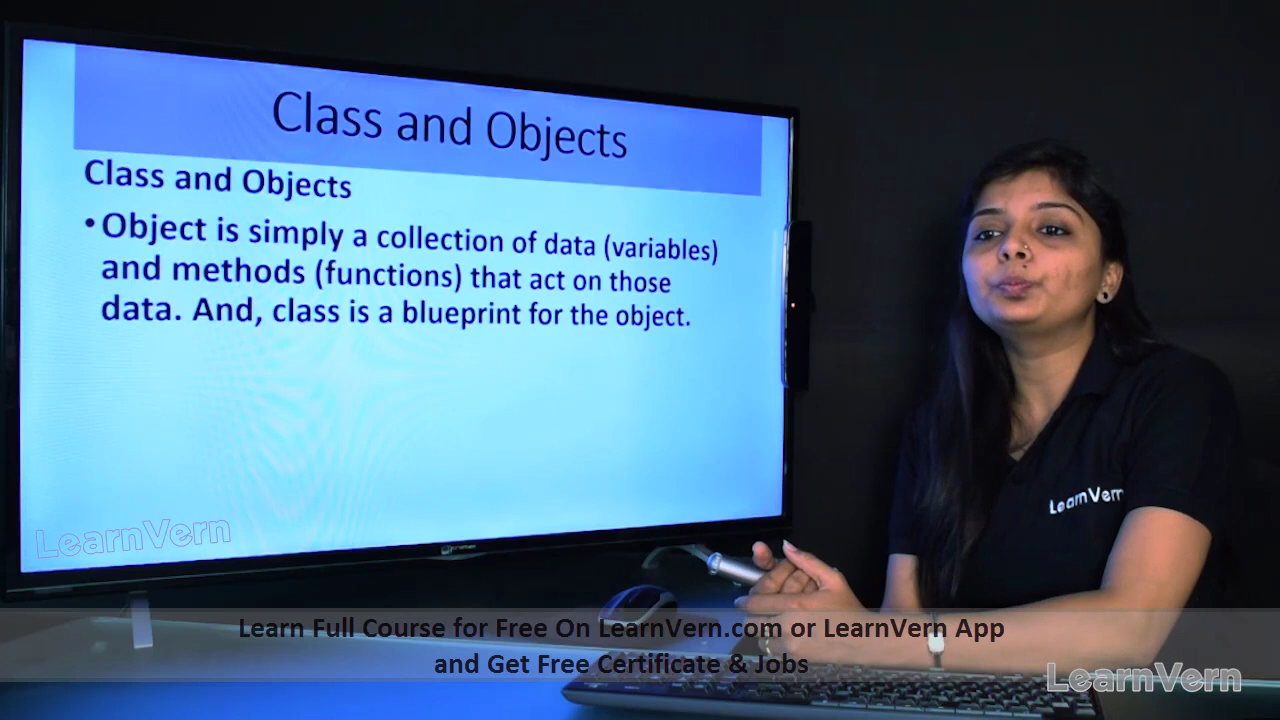 Class and Objects
Class and Objects
•Object is simply a collection of data (variables)
and methods (functions) that act on those
data. And, class is a blueprint for the object.
LearnVern
LearnVern
Learn Full Course for Free On LearnVern.com or LearnVern App
and Get Free Certificate & Jobs
LearnVern